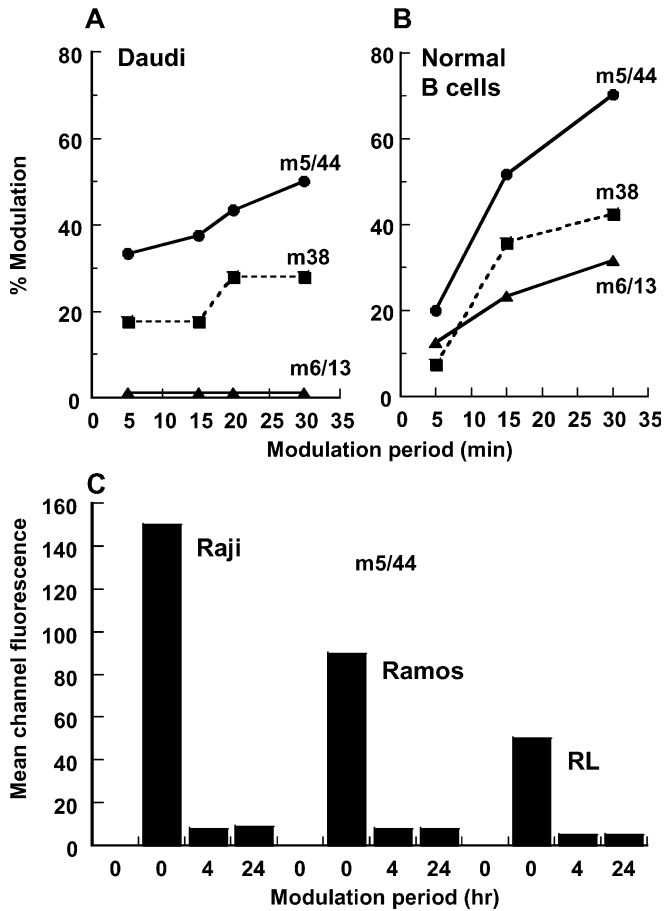 A
B
80
60
40
20
0
% Modulation
Daudi
m5/44
m38
m6/13
0 5 10 15 20 25 30 35
80
60
40
20
0
Normal
B cells
m5/44
m38
m6/13
0 5 10 15 20 25 30 35
Modulation period (min)
C
160
140
120
100
80
60
40
20
0
Mean channel fluorescence
Raji
m5/44
Ramos
RL
0 0 4 24 0 0 4 24 0 0 4 24
Modulation period (hr)